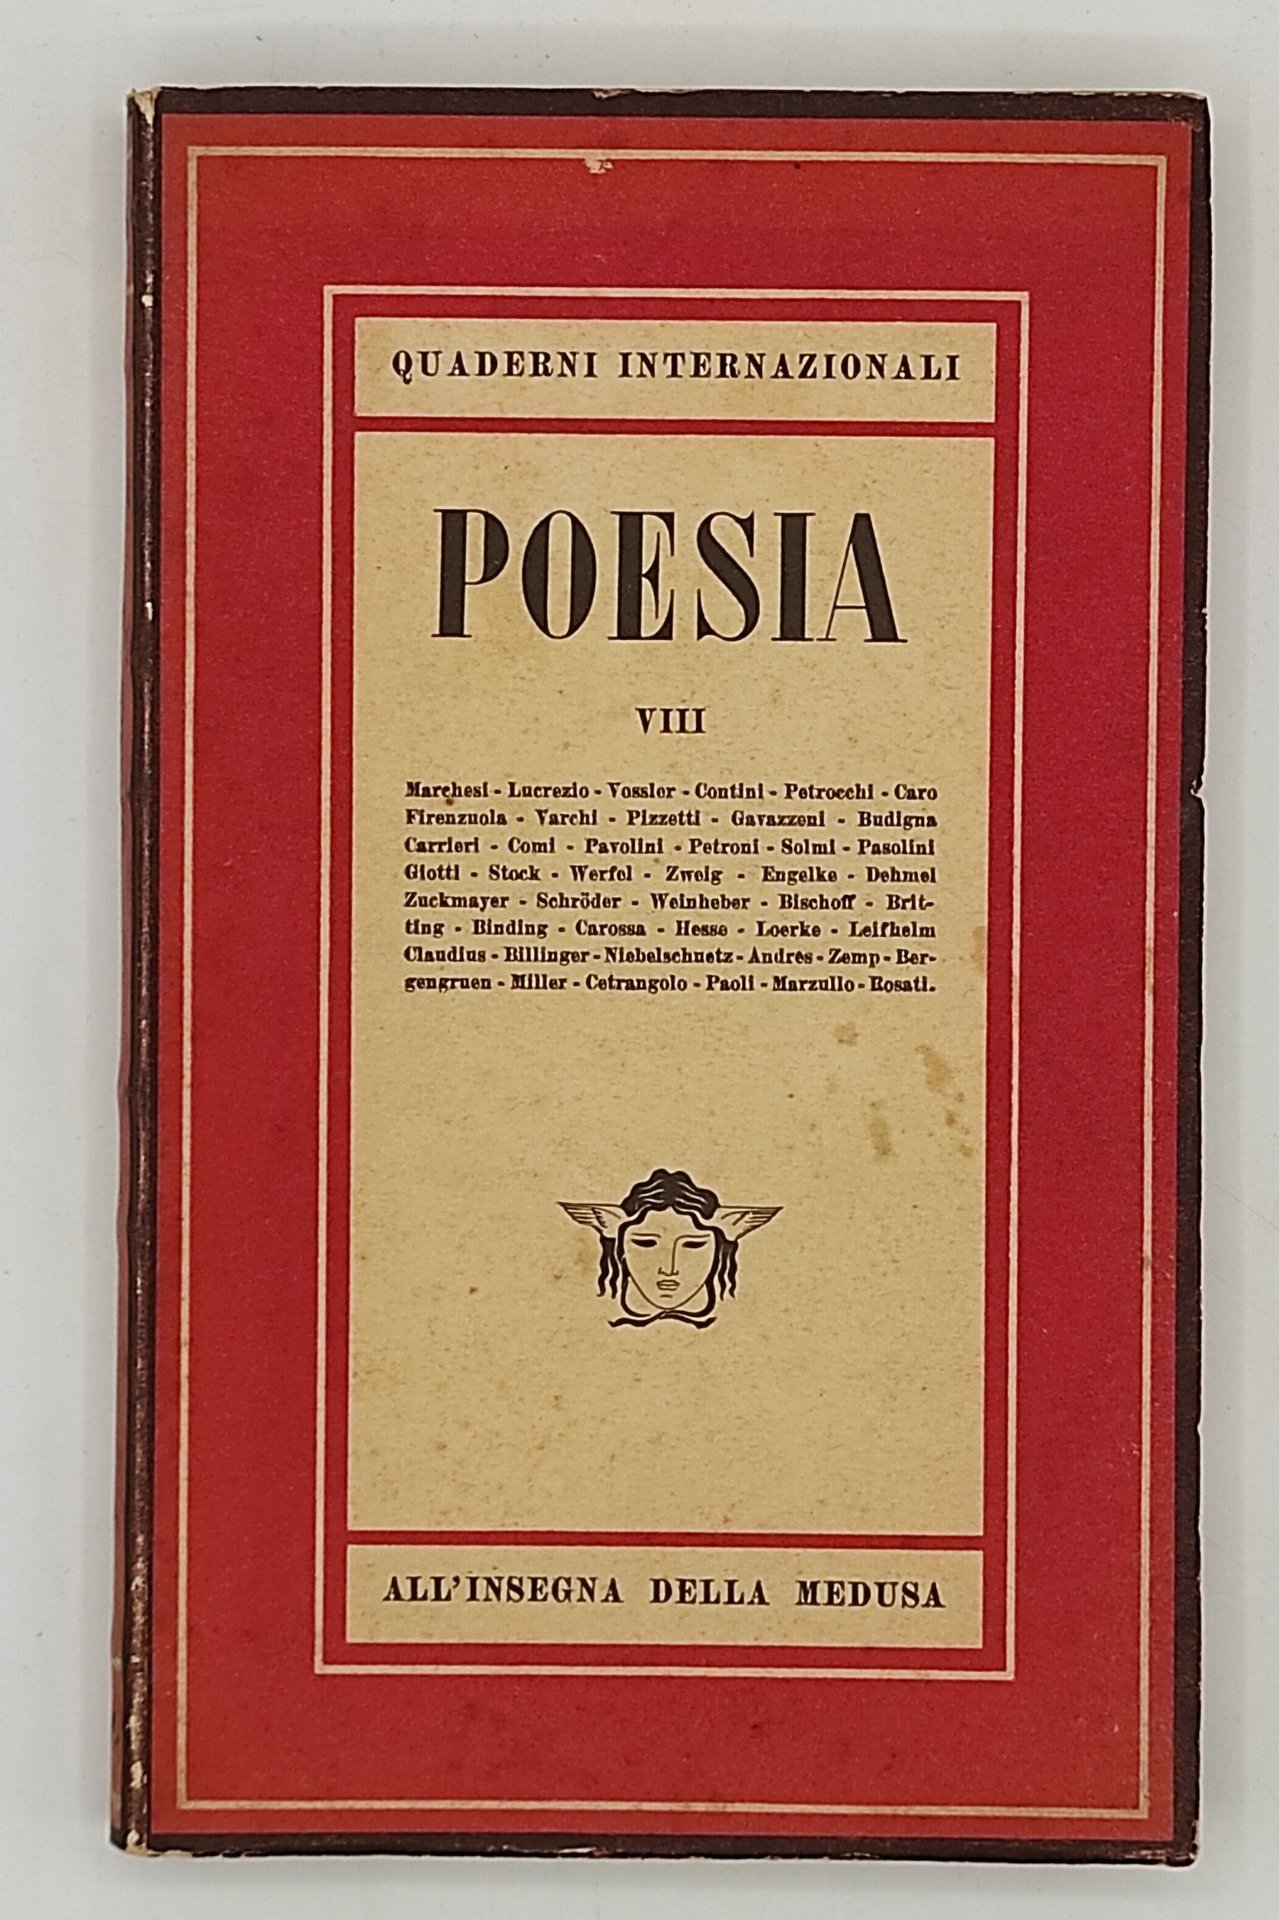 QUADERNI INTERNAZIONALI
POESIA
VIII
Marchesi - Lucrezio - Vossler - Contini - Petrocchi - Caro
Firenzuola - Varchi - Pizzetti - Gavazzeni - Budigna
Carrieri - Comi - Pavolini - Petroni - Solmi - Pasolini
Giotti - Stock - Werfel - Zweig - Engelke - Dehmel
Zuckmayer - Schröder - Weinheber - Bischoff - Brit-
ting - Binding - Carossa - Hesse - Loerke - Leifhelm
Claudius - Billinger - Niebelschuetz - Andrès - Zemp - Ber-
gengruen - Miller - Cetrangolo - Paoli - Marzullo - Rosati.
ALL'INSEGNA DELLA MEDUSA